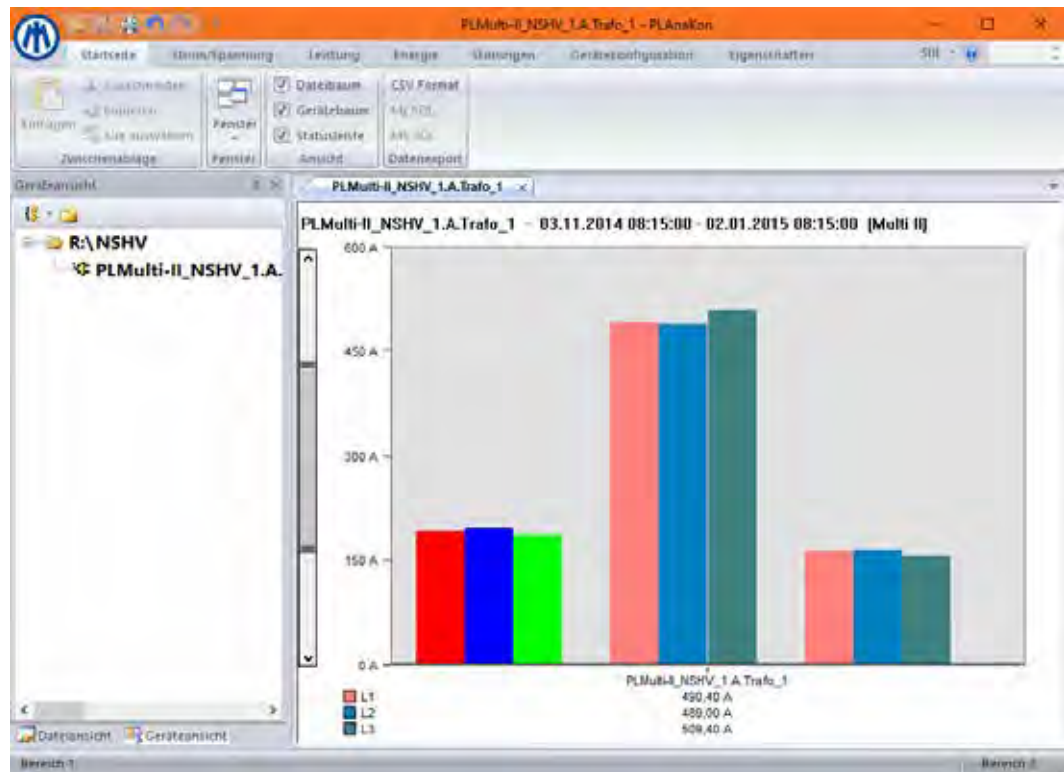 PLMulti-II_NSHV_1.A.Trafo_1 - PLAnaKon
Startseite Strom/Spannung Leistung Energie Störungen Gerätekonfiguration Eigenschaften Stil
Ausschneiden
Kopieren
Einfügen
Alle auswählen
Zwischenablage
Fenster
Fenster
Dateibaum
Gerätebaum
Statusleiste
Ansicht
CSV Format
Datenexport
Geräteansicht
PLMulti-II_NSHV_1.A.Trafo_1
R:\NSHV
PLMulti-II_NSHV_1.A.
PLMulti-II_NSHV_1.A.Trafo_1 - 03.11.2014 08:15:00 - 02.01.2015 08:15:00 (Multi II)
600 A
450 A
300 A
150 A
0 A
PLMulti-II_NSHV_1.A.Trafo_1
L1 490,40 A
L2 489,00 A
L3 509,40 A
Dateiansicht Geräteansicht
Bereich 1 Bereich 2